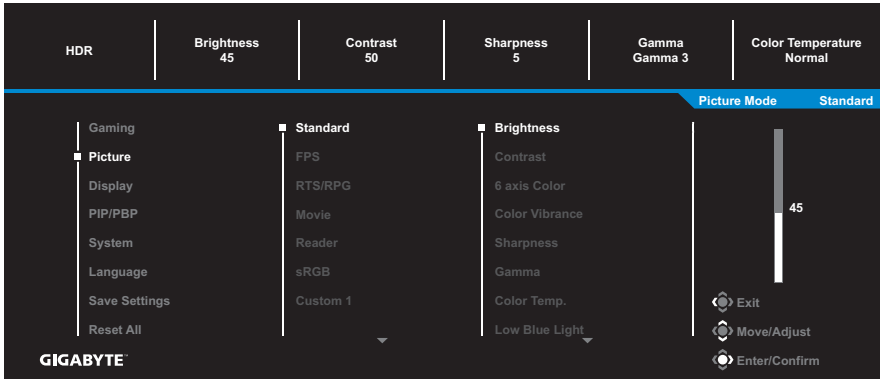 HDR
Brightness
45
Contrast
50
Sharpness
5
Gamma
Gamma 3
Color Temperature
Normal
Picture Mode Standard
Gaming
Picture
Display
PIP/PBP
System
Language
Save Settings
Reset All
Standard
FPS
RTS/RPG
Movie
Reader
sRGB
Custom 1
Brightness
Contrast
6 axis Color
Color Vibrance
Sharpness
Gamma
Color Temp.
Low Blue Light
45
Exit
Move/Adjust
Enter/Confirm
GIGABYTE™